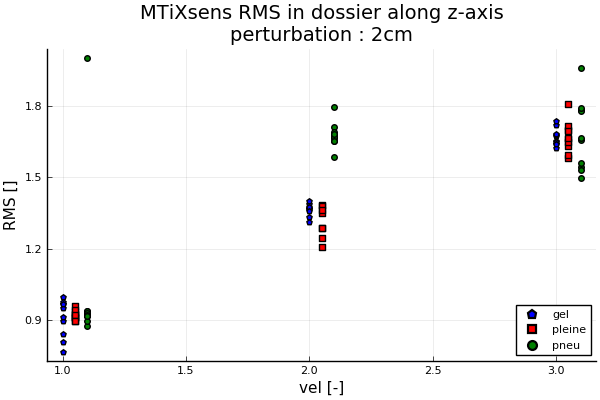 MTiXsens RMS in dossier along z-axis
perturbation : 2cm
RMS []
1.8
1.5
1.2
0.9
1.0
1.5
2.0
2.5
3.0
vel [-]
gel
pleine
pneu